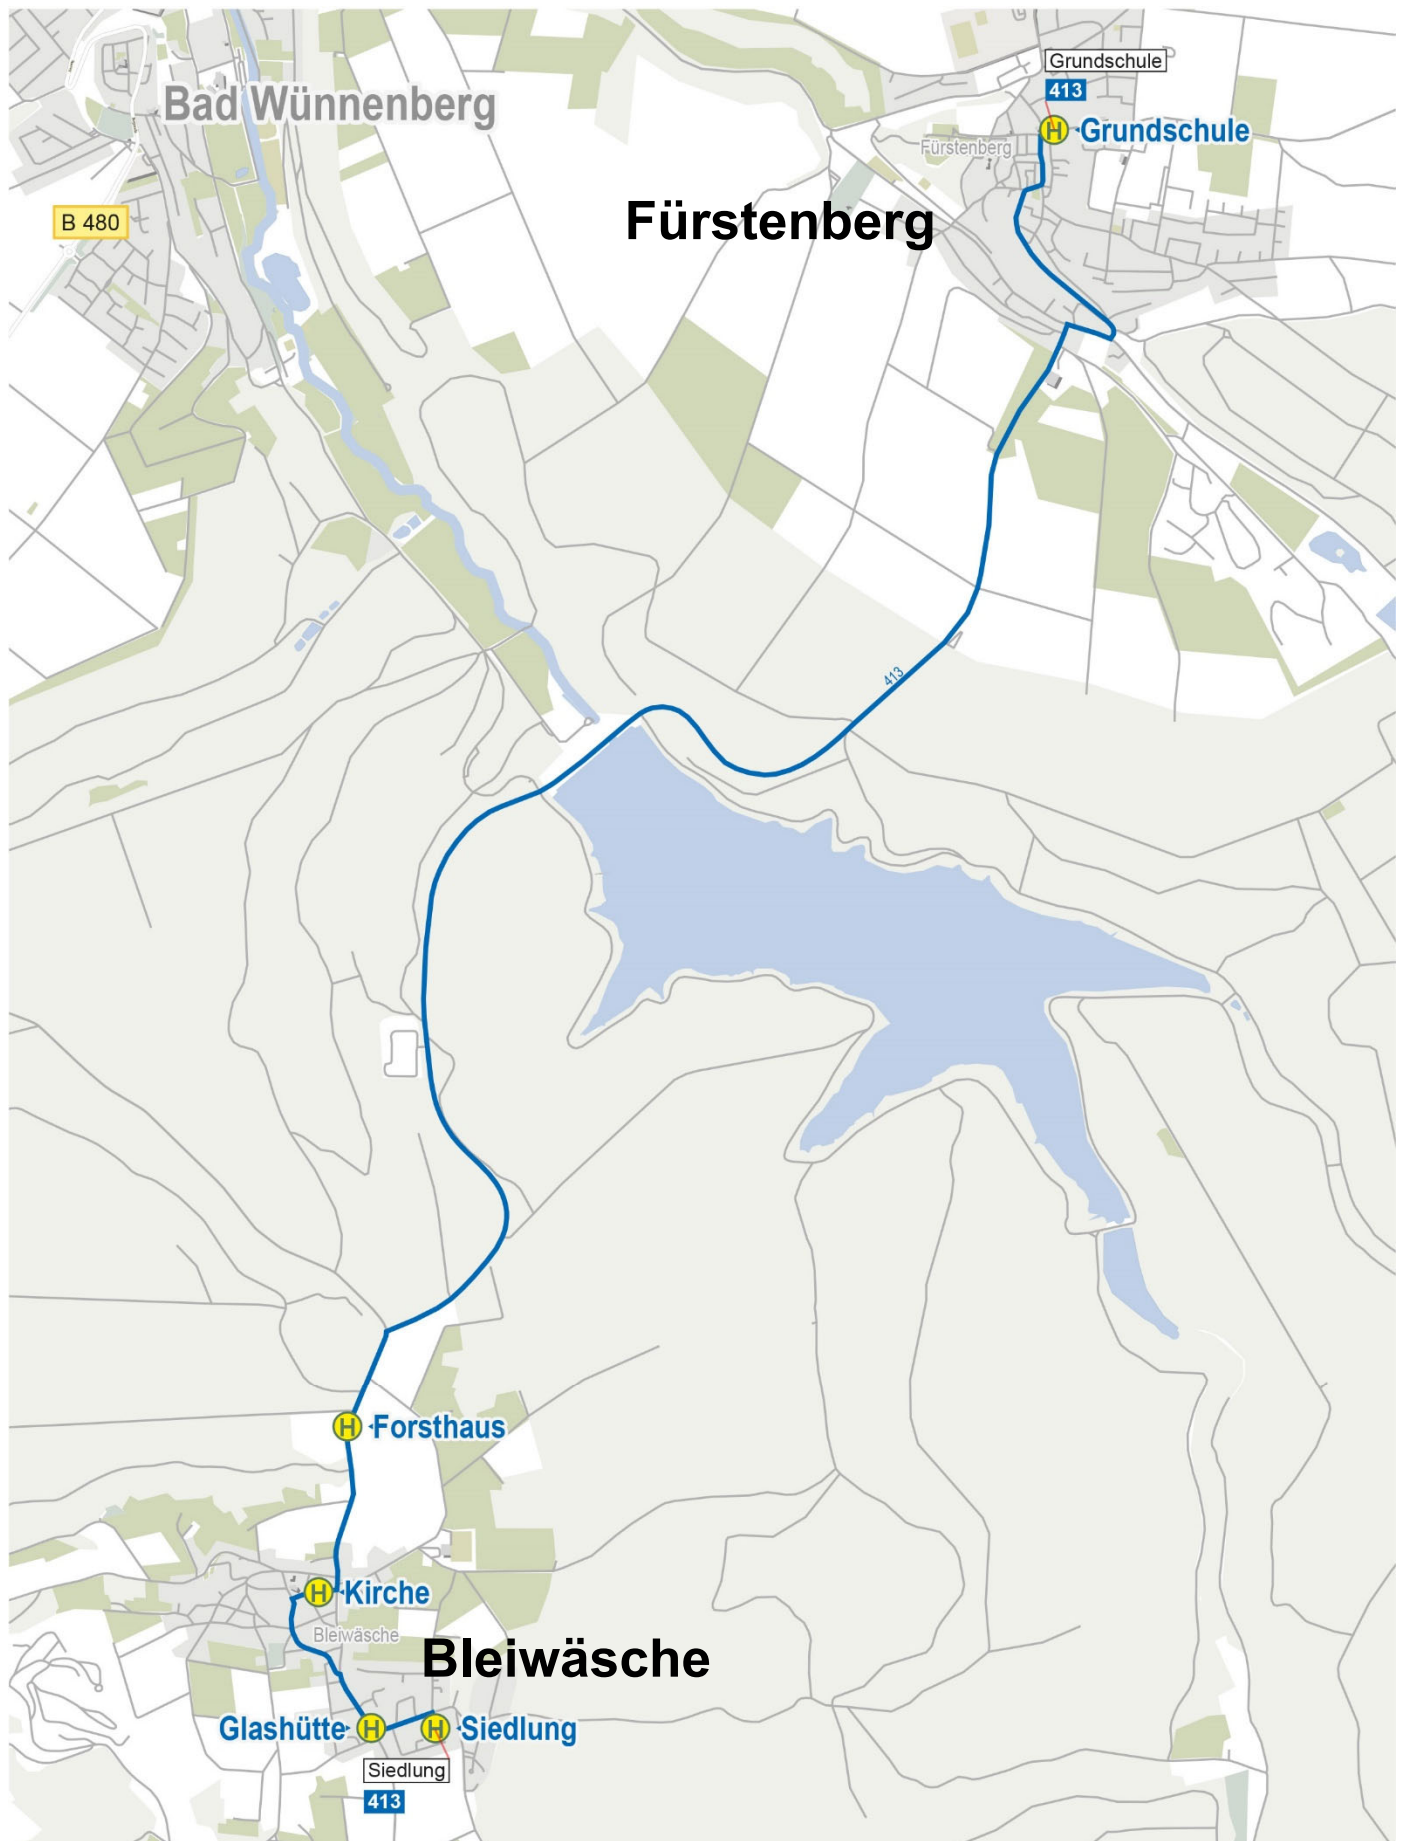 Grundschule
413
Bad Wünnenberg
Grundschule
Fürstenberg
B 480
Fürstenberg
413
Forsthaus
Kirche
Bleiwäsche
Bleiwäsche
Glashütte
Siedlung
Siedlung
413